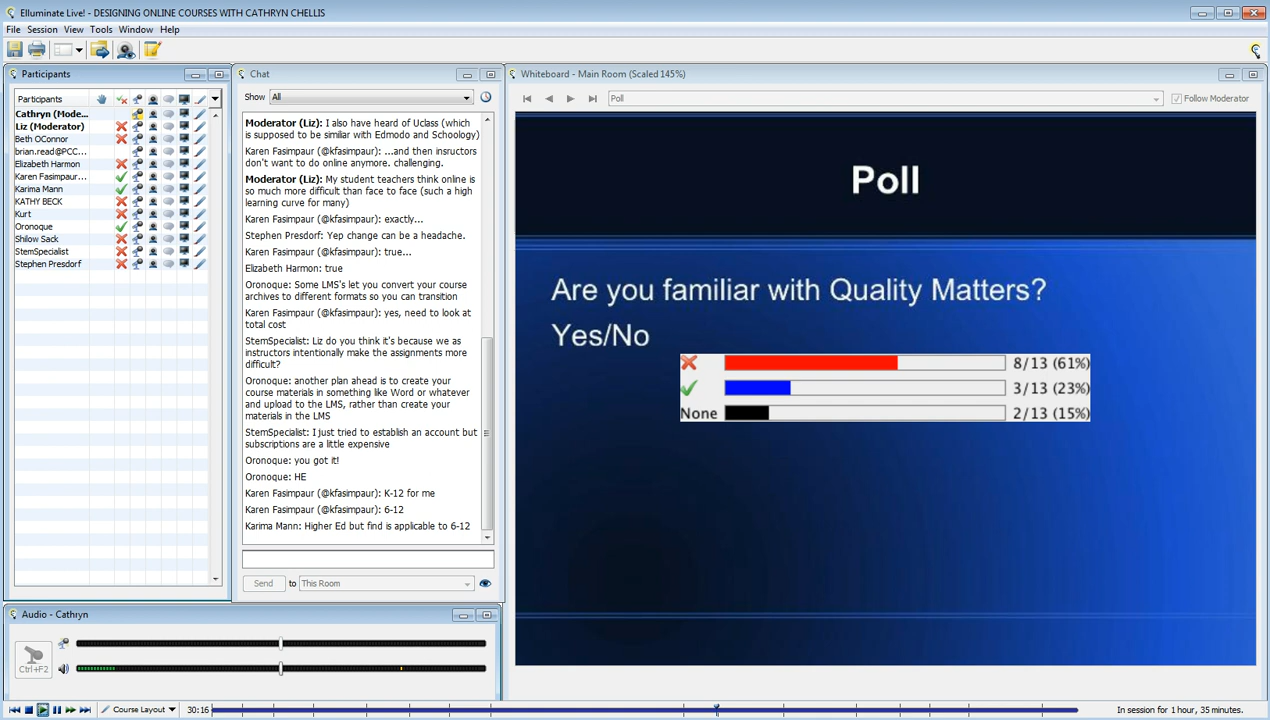 Elluminate Live! - DESIGNING ONLINE COURSES WITH CATHRYN CHELLIS
File Session View Tools Window Help
Participants
Participants
Cathryn (Mode...
Liz (Moderator)
Beth OConnor
brian.read@PCC...
Elizabeth Harmon
Karen Fasimpaur...
Karima Mann
KATHY BECK
Kurt
Oronoque
Shilow Sack
StemSpecialist
Stephen Presdorf
Chat
Show All
Moderator (Liz): I also have heard of Uclass (which
is supposed to be similar with Edmodo and Schoology)
Karen Fasimpaur (@kfasimpaur): ...and then insructors
don't want to do online anymore. challenging.
Moderator (Liz): My student teachers think online is
so much more difficult than face to face (such a high
learning curve for many)
Karen Fasimpaur (@kfasimpaur): exactly...
Stephen Presdorf: Yep change can be a headache.
Karen Fasimpaur (@kfasimpaur): true...
Elizabeth Harmon: true
Oronoque: Some LMS's let you convert your course
archives to different formats so you can transition
Karen Fasimpaur (@kfasimpaur): yes, need to look at
total cost
StemSpecialist: Liz do you think it's because we as
instructors intentionally make the assignments more
difficult?
Oronoque: another plan ahead is to create your
course materials in something like Word or whatever
and upload to the LMS, rather than create your
materials in the LMS
StemSpecialist: I just tried to establish an account but
subscriptions are a little expensive
Oronoque: you got it!
Oronoque: HE
Karen Fasimpaur (@kfasimpaur): K-12 for me
Karen Fasimpaur (@kfasimpaur): 6-12
Karima Mann: Higher Ed but find is applicable to 6-12
Send to This Room
Whiteboard - Main Room (Scaled 145%)
Poll
Follow Moderator
Poll
Are you familiar with Quality Matters?
Yes/No
8/13 (61%)
3/13 (23%)
None 2/13 (15%)
Audio - Cathryn
Ctrl+F2
Course Layout
30:16
In session for 1 hour, 35 minutes.